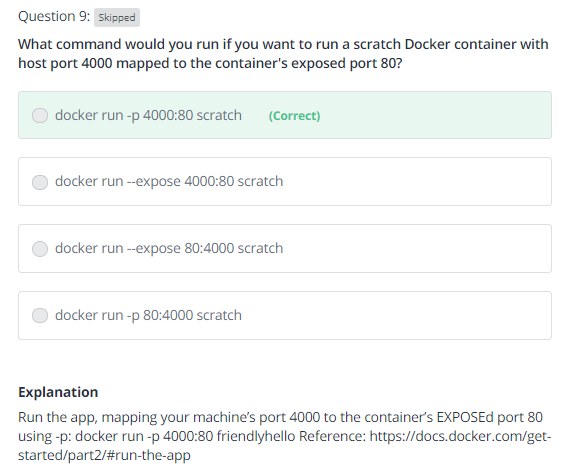 Question 9: Skipped
What command would you run if you want to run a scratch Docker container with
host port 4000 mapped to the container's exposed port 80?
docker run -p 4000:80 scratch (Correct)
docker run --expose 4000:80 scratch
docker run --expose 80:4000 scratch
docker run -p 80:4000 scratch
Explanation
Run the app, mapping your machine’s port 4000 to the container’s EXPOSEd port 80
using -p: docker run -p 4000:80 friendlyhello Reference: https://docs.docker.com/get-
started/part2/#run-the-app